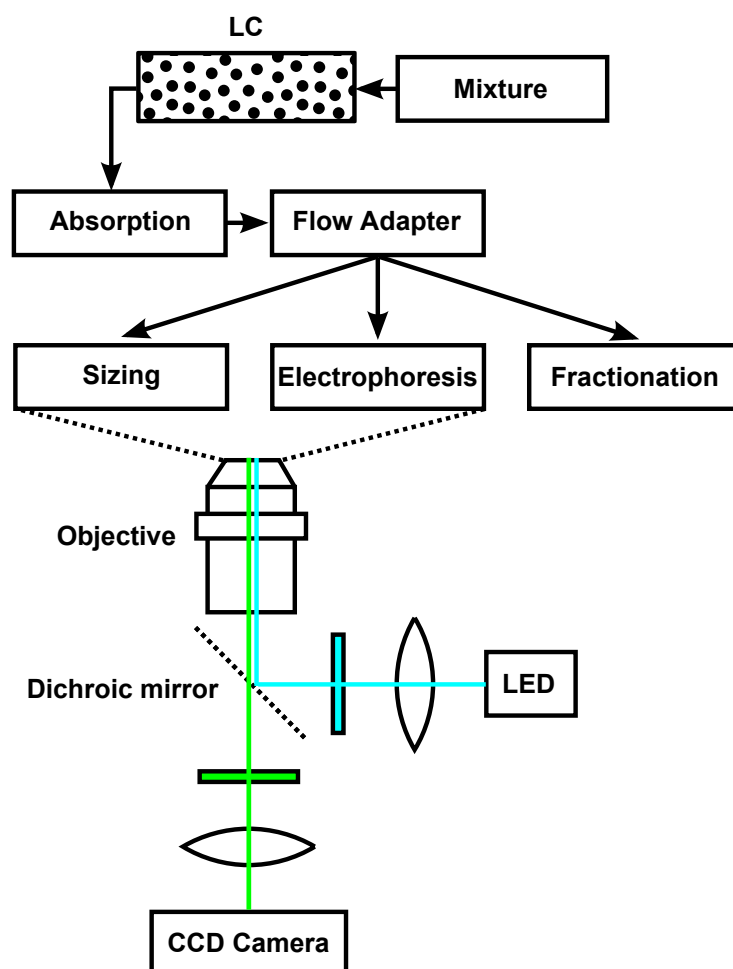 LC
Mixture
Absorption
Flow Adapter
Sizing
Electrophoresis
Fractionation
Objective
Dichroic mirror
LED
CCD Camera